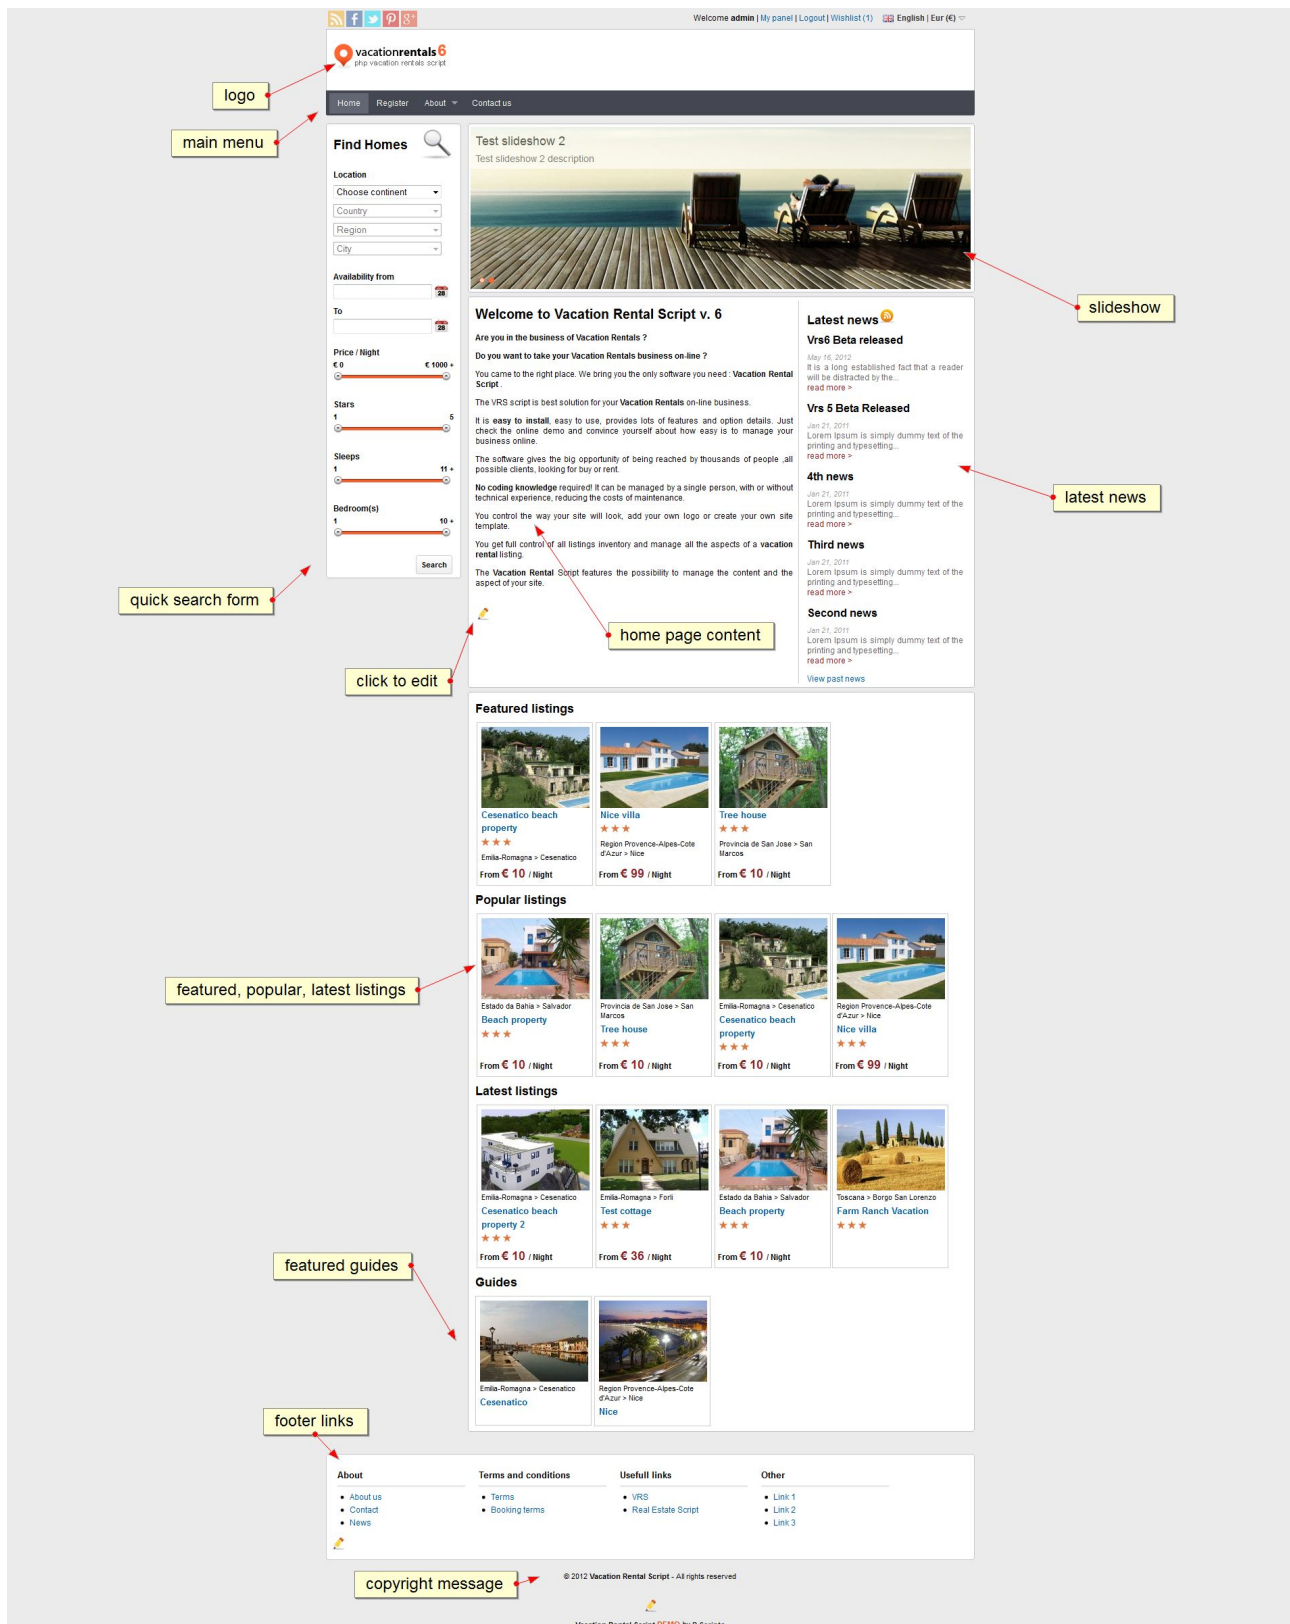 Welcome admin | My panel | Logout | Wishlist (1) English | Eur (€)
vacationrentals 6
php vacation rentals script
logo
Home Register About Contact us
main menu
Find Homes
Location
Choose continent
Country
Region
City
Availability from
28
To
28
Price / Night
€ 0 € 1000 +
Stars
1 5
Sleeps
1 11 +
Bedroom(s)
1 10 +
Search
quick search form
Test slideshow 2
Test slideshow 2 description
slideshow
Welcome to Vacation Rental Script v. 6
Are you in the business of Vacation Rentals ?
Do you want to take your Vacation Rentals business on-line ?
You came to the right place. We bring you the only software you need : Vacation Rental
Script .
The VRS script is best solution for your Vacation Rentals on-line business.
It is easy to install, easy to use, provides lots of features and option details. Just
check the online demo and convince yourself about how easy is to manage your
business online.
The software gives the big opportunity of being reached by thousands of people ,all
possible clients, looking for buy or rent.
No coding knowledge required! It can be managed by a single person, with or without
technical experience, reducing the costs of maintenance.
You control the way your site will look, add your own logo or create your own site
template.
You get full control of all listings inventory and manage all the aspects of a vacation
rental listing.
The Vacation Rental Script features the possibility to manage the content and the
aspect of your site.
home page content
click to edit
Latest news
Vrs6 Beta released
May 16, 2012
It is a long established fact that a reader
will be distracted by the...
read more >
Vrs 5 Beta Released
Jan 21, 2011
Lorem Ipsum is simply dummy text of the
printing and typesetting...
read more >
4th news
Jan 21, 2011
Lorem Ipsum is simply dummy text of the
printing and typesetting...
read more >
Third news
Jan 21, 2011
Lorem Ipsum is simply dummy text of the
printing and typesetting...
read more >
Second news
Jan 21, 2011
Lorem Ipsum is simply dummy text of the
printing and typesetting...
read more >
View past news
latest news
Featured listings
Cesenatico beach
property
Emilia-Romagna > Cesenatico
From € 10 / Night
Nice villa
Region Provence-Alpes-Cote
d'Azur > Nice
From € 99 / Night
Tree house
Provincia de San Jose > San
Marcos
From € 10 / Night
Popular listings
featured, popular, latest listings
Estado da Bahia > Salvador
Beach property
From € 10 / Night
Provincia de San Jose > San
Marcos
Tree house
From € 10 / Night
Emilia-Romagna > Cesenatico
Cesenatico beach
property
From € 10 / Night
Region Provence-Alpes-Cote
d'Azur > Nice
Nice villa
From € 99 / Night
Latest listings
Emilia-Romagna > Cesenatico
Cesenatico beach
property 2
From € 10 / Night
Emilia-Romagna > Forli
Test cottage
From € 36 / Night
Estado da Bahia > Salvador
Beach property
From € 10 / Night
Toscana > Borgo San Lorenzo
Farm Ranch Vacation
featured guides
Guides
Emilia-Romagna > Cesenatico
Cesenatico
Region Provence-Alpes-Cote
d'Azur > Nice
Nice
footer links
About
About us
Contact
News
Terms and conditions
Terms
Booking terms
Usefull links
VRS
Real Estate Script
Other
Link 1
Link 2
Link 3
© 2012 Vacation Rental Script - All rights reserved
copyright message